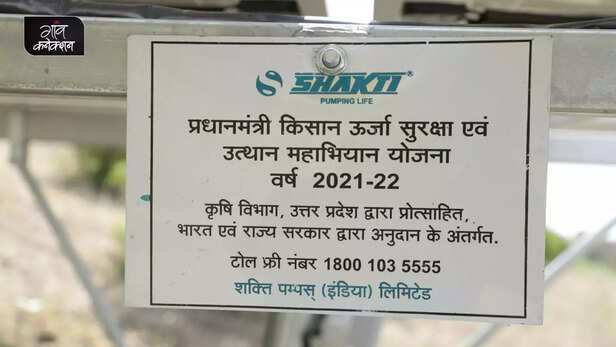 गांव
कनेक्शन
SHAKTI®
PUMPING LIFE
प्रधानमंत्री किसान ऊर्जा सुरक्षा एवं
उत्थान महाभियान योजना
वर्ष 2021-22
कृषि विभाग, उत्तर प्रदेश द्वारा प्रोत्साहित,
भारत एवं राज्य सरकार द्वारा अनुदान के अंतर्गत.
टोल फ्री नंबर 1800 103 5555
शक्ति पम्पस् (इंडिया) लिमिटेड